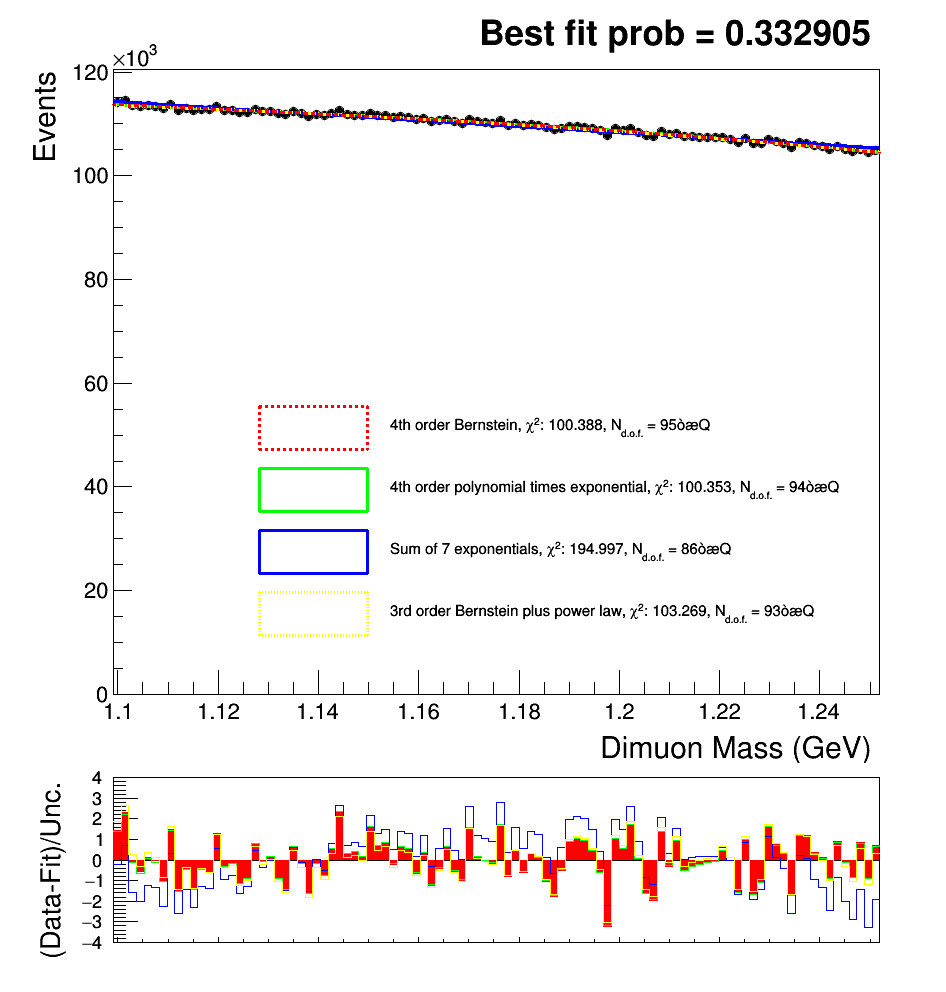 Best fit prob = 0.332905
×10³
Events
120
100
80
60
40
20
0
4th order Bernstein, χ²: 100.388, N_d.o.f. = 95òæQ
4th order polynomial times exponential, χ²: 100.353, N_d.o.f. = 94òæQ
Sum of 7 exponentials, χ²: 194.997, N_d.o.f. = 86òæQ
3rd order Bernstein plus power law, χ²: 103.269, N_d.o.f. = 93òæQ
1.1 1.12 1.14 1.16 1.18 1.2 1.22 1.24
Dimuon Mass (GeV)
(Data-Fit)/Unc.
4
3
2
1
0
−1
−2
−3
−4